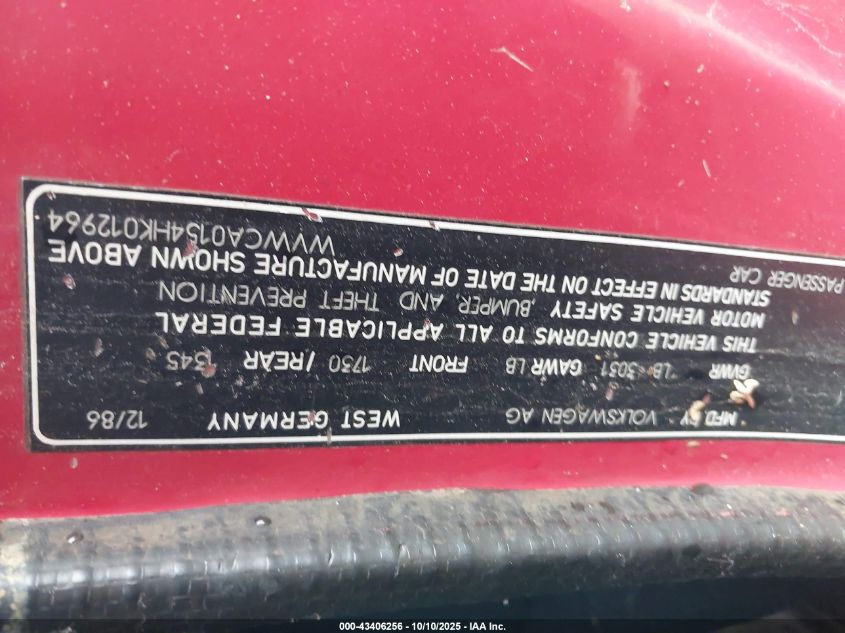 MFD. BY VOLKSWAGEN AG WEST GERMANY 12/86
GVWR LB 3031 GAWR LB FRONT 1730 / REAR 1545
THIS VEHICLE CONFORMS TO ALL APPLICABLE FEDERAL
MOTOR VEHICLE SAFETY ,BUMPER, AND THEFT PREVENTION
STANDARDS IN EFFECT ON THE DATE OF MANUFACTURE SHOWN ABOVE
PASSENGER CAR WVWCA0154HK012964
000-43406256 - 10/10/2025 - IAA Inc.